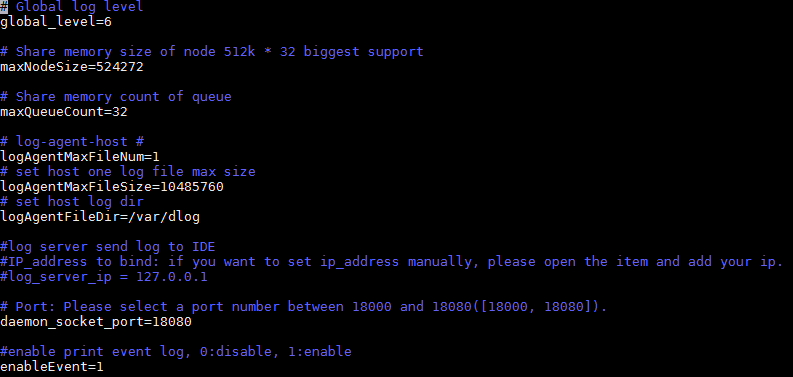 # Global log level
global_level=6
# Share memory size of node 512k * 32 biggest support
maxNodeSize=524272
# Share memory count of queue
maxQueueCount=32
# log-agent-host #
logAgentMaxFileNum=1
# set host one log file max size
logAgentMaxFileSize=10485760
# set host log dir
logAgentFileDir=/var/dlog
#log server send log to IDE
#IP_address to bind: if you want to set ip_address manually, please open the item and add your ip.
#log_server_ip = 127.0.0.1
# Port: Please select a port number between 18000 and 18080([18000, 18080]).
daemon_socket_port=18080
#enable print event log, 0:disable, 1:enable
enableEvent=1